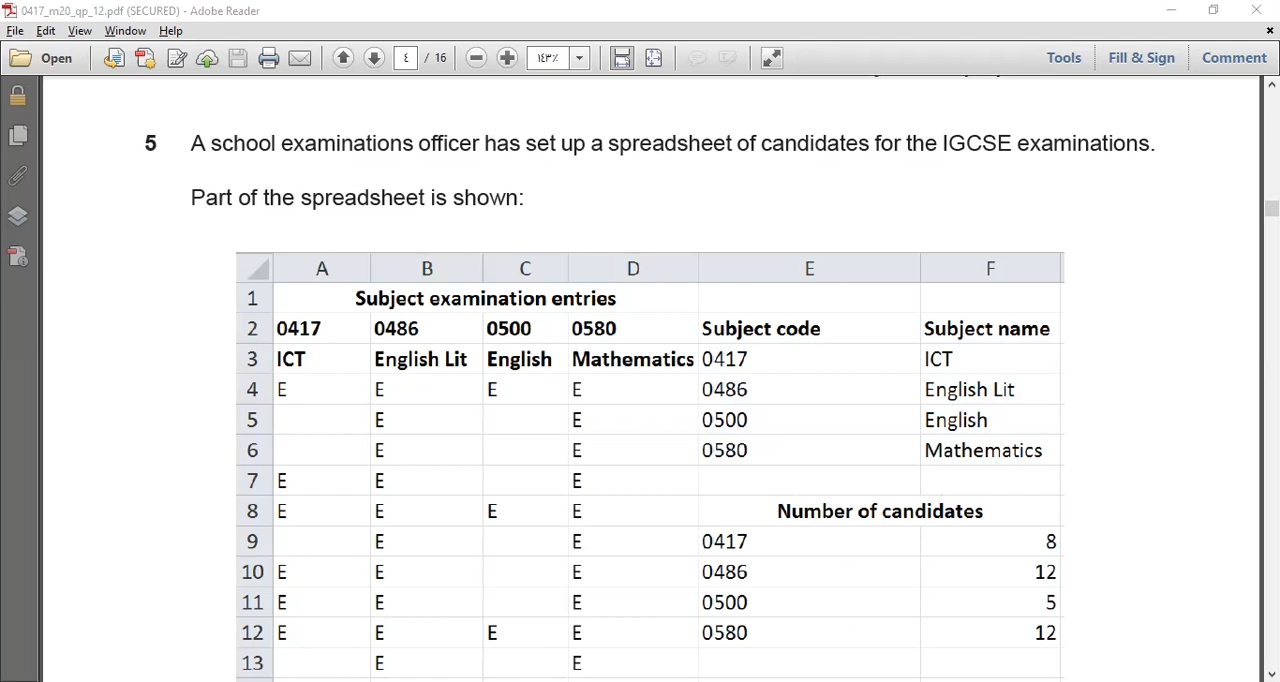 0417_m20_qp_12.pdf (SECURED) - Adobe Reader
File Edit View Window Help
Open ٤ / 16 ١٤٣٪ Tools Fill & Sign Comment
5 A school examinations officer has set up a spreadsheet of candidates for the IGCSE examinations.
Part of the spreadsheet is shown:
A B C D E F
1 Subject examination entries
2 0417 0486 0500 0580 Subject code Subject name
3 ICT English Lit English Mathematics 0417 ICT
4 E E E E 0486 English Lit
5 E E 0500 English
6 E E 0580 Mathematics
7 E E E
8 E E E E Number of candidates
9 E E 0417 8
10 E E E 0486 12
11 E E E 0500 5
12 E E E E 0580 12
13 E E